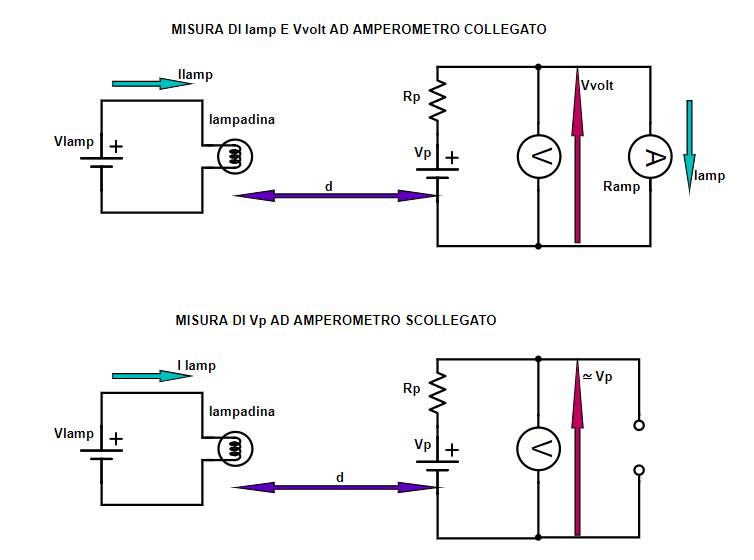 MISURA DI Iamp E Vvolt AD AMPEROMETRO COLLEGATO
Ilamp
lampadina
Vlamp
+
d
Rp
Vp
+
V
Vvolt
A
Ramp
Iamp
MISURA DI Vp AD AMPEROMETRO SCOLLEGATO
I lamp
lampadina
Vlamp
+
d
Rp
Vp
+
V
≃ Vp